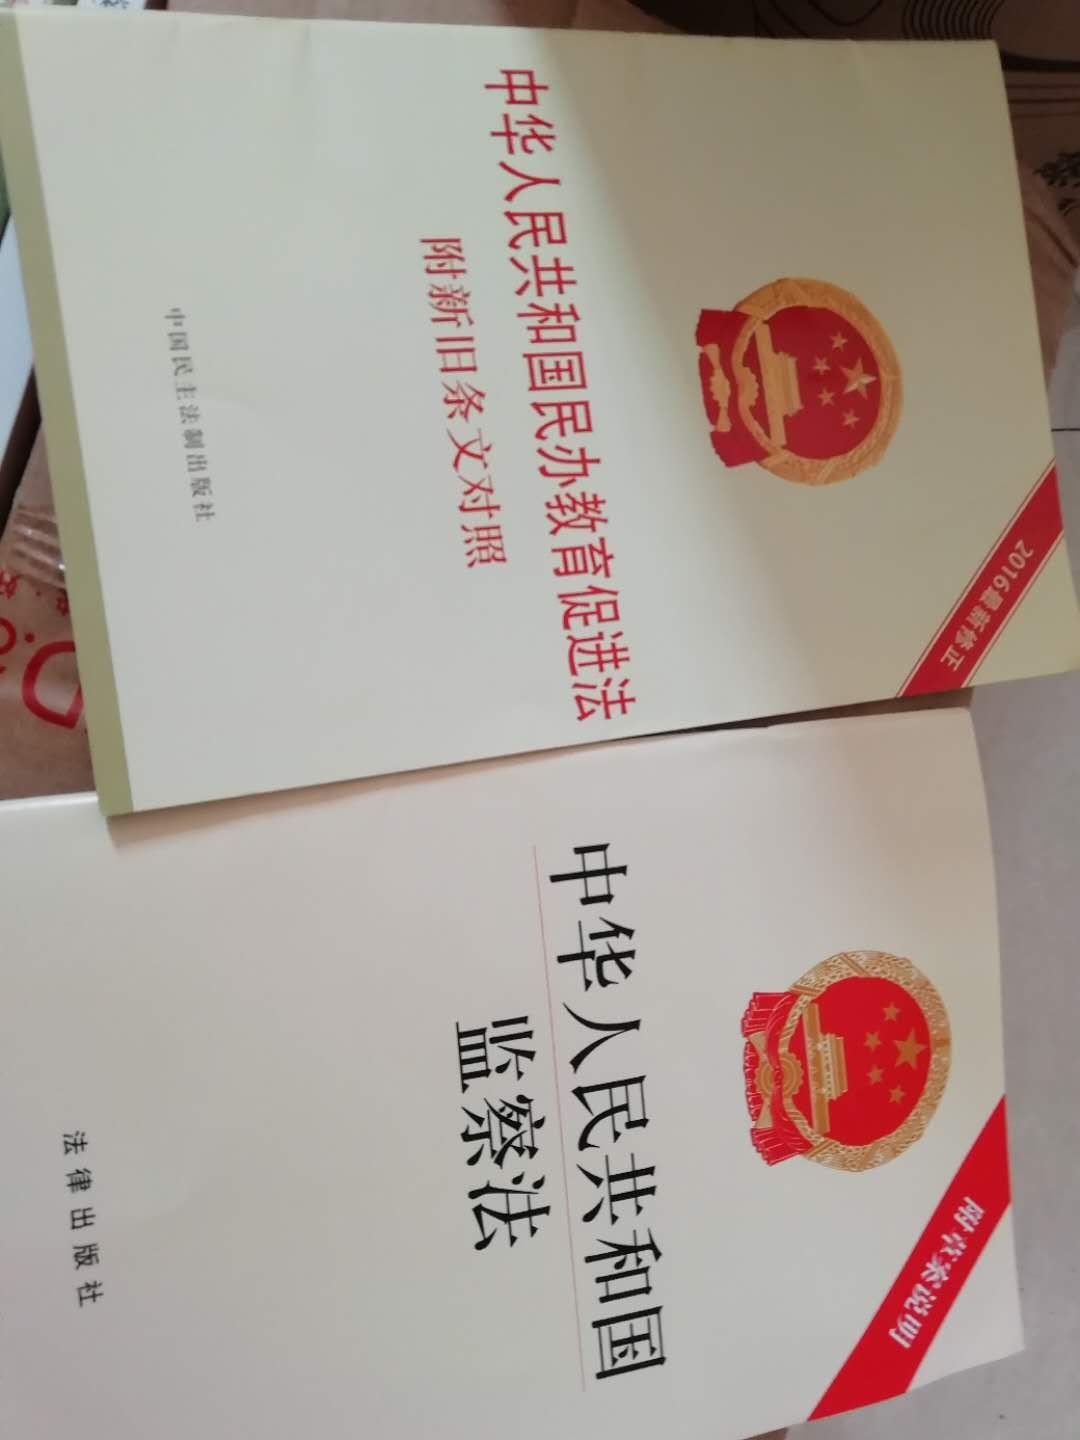 2016最新修正
中华人民共和国民办教育促进法
附新旧条文对照
中国民主法制出版社
附草案说明
中华人民共和国
监察法
法律出版社